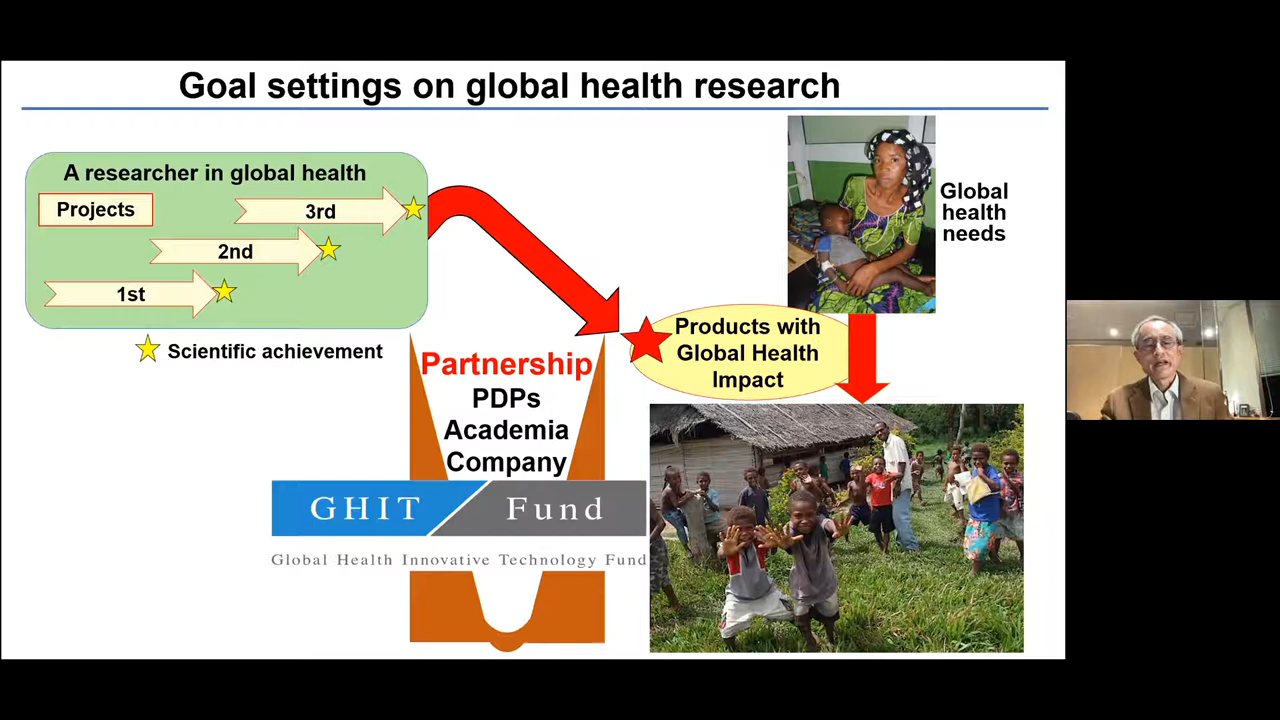 Goal settings on global health research
A researcher in global health
Projects
3rd
2nd
1st
Scientific achievement
Global
health
needs
Products with
Global Health
Impact
Partnership
PDPs
Academia
Company
GHIT Fund
Global Health Innovative Technology Fund